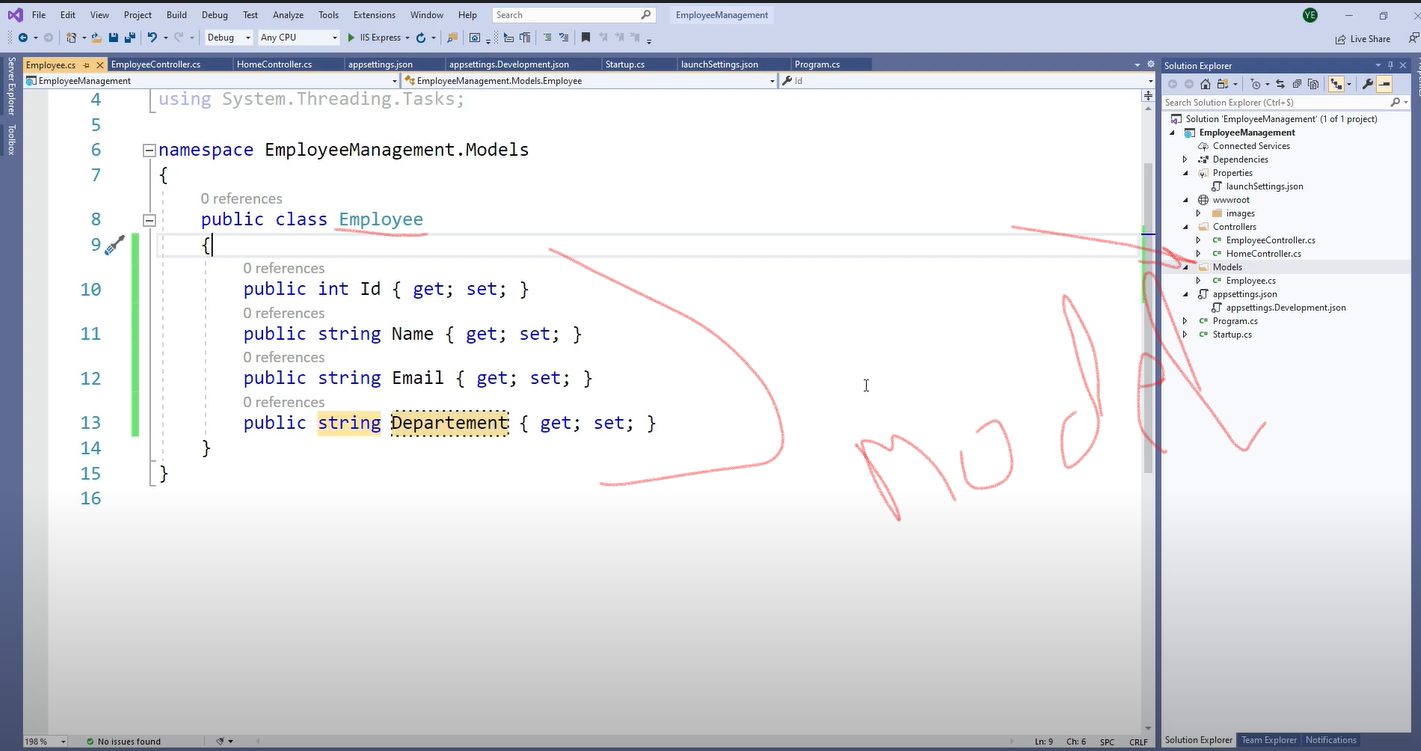 File Edit View Project Build Debug Test Analyze Tools Extensions Window Help Search EmployeeManagement YE
Debug Any CPU IIS Express Live Share
Server Explorer
Toolbox
Employee.cs EmployeeController.cs HomeController.cs appsettings.json appsettings.Development.json Startup.cs launchSettings.json Program.cs
EmployeeManagement EmployeeManagement.Models.Employee Id
4 using System.Threading.Tasks;
5
6 namespace EmployeeManagement.Models
7 {
0 references
8 public class Employee
9 {
0 references
10 public int Id { get; set; }
0 references
11 public string Name { get; set; }
0 references
12 public string Email { get; set; }
0 references
13 public string Departement { get; set; }
14 }
15 }
16
Model
198 % No issues found Ln: 9 Ch: 6 SPC CRLF
Solution Explorer
Search Solution Explorer (Ctrl+$)
Solution 'EmployeeManagement' (1 of 1 project)
EmployeeManagement
Connected Services
Dependencies
Properties
launchSettings.json
wwwroot
images
Controllers
EmployeeController.cs
HomeController.cs
Models
Employee.cs
appsettings.json
appsettings.Development.json
Program.cs
Startup.cs
Solution Explorer Team Explorer Notifications